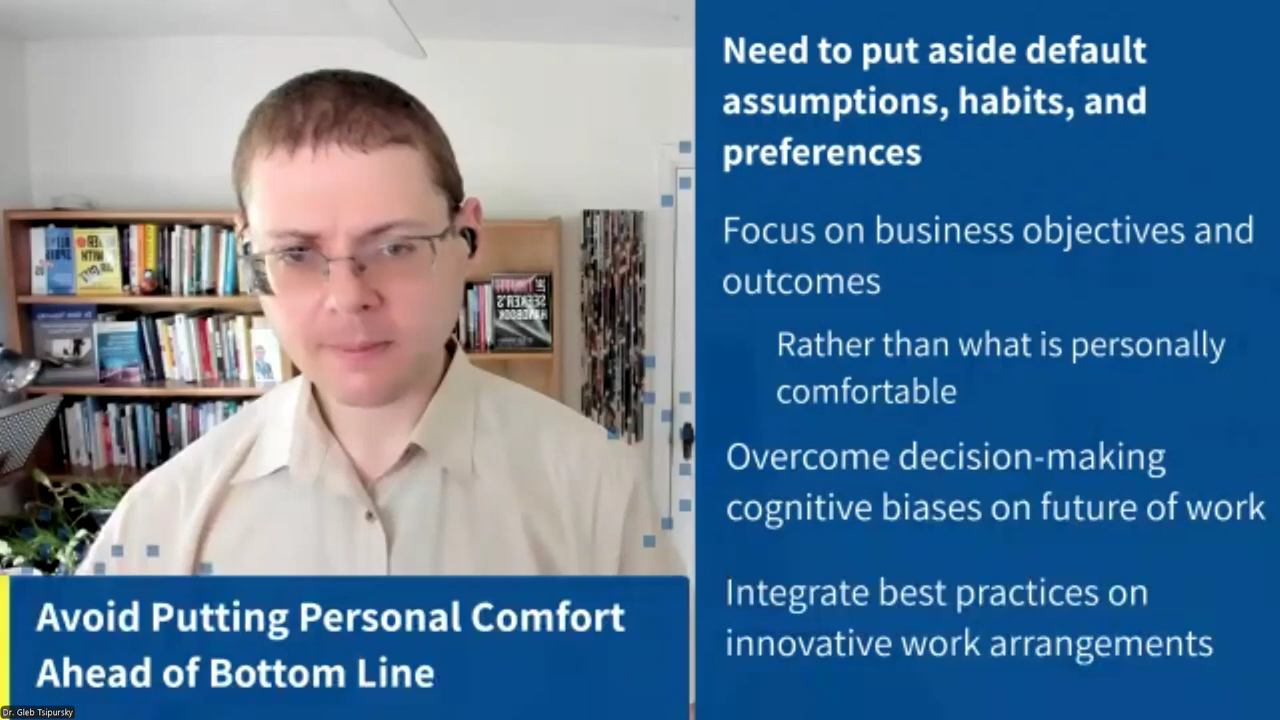 Need to put aside default
assumptions, habits, and
preferences
Focus on business objectives and
outcomes
Rather than what is personally
comfortable
Overcome decision-making
cognitive biases on future of work
Integrate best practices on
innovative work arrangements
SEEKER'S
HANDBOOK
Avoid Putting Personal Comfort
Ahead of Bottom Line
Dr. Gleb Tsipursky